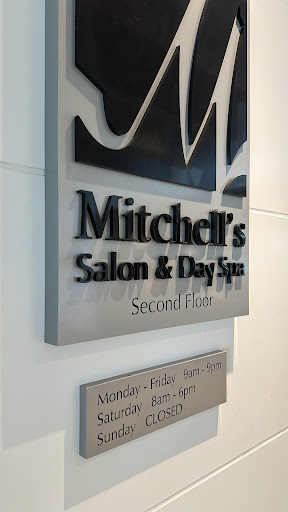 Mitchell's
Salon & Day Spa
Second Floor
Monday - Friday 9am - 9pm
Saturday 8am - 6pm
Sunday CLOSED